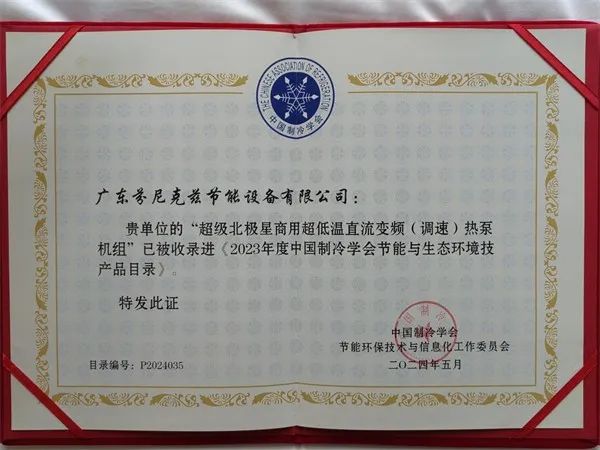 THE CHINESE ASSOCIATION OF REFRIGERATION
中国制冷学会
广东芬尼克兹节能设备有限公司：
贵单位的“超级北极星商用超低温直流变频（调速）热泵
机组”已被收录进《2023年度中国制冷学会节能与生态环境技
产品目录》。
特发此证
中国制冷学会
节能环保技术与信息化工作委员会
目录编号：P2024035
二〇二四年五月